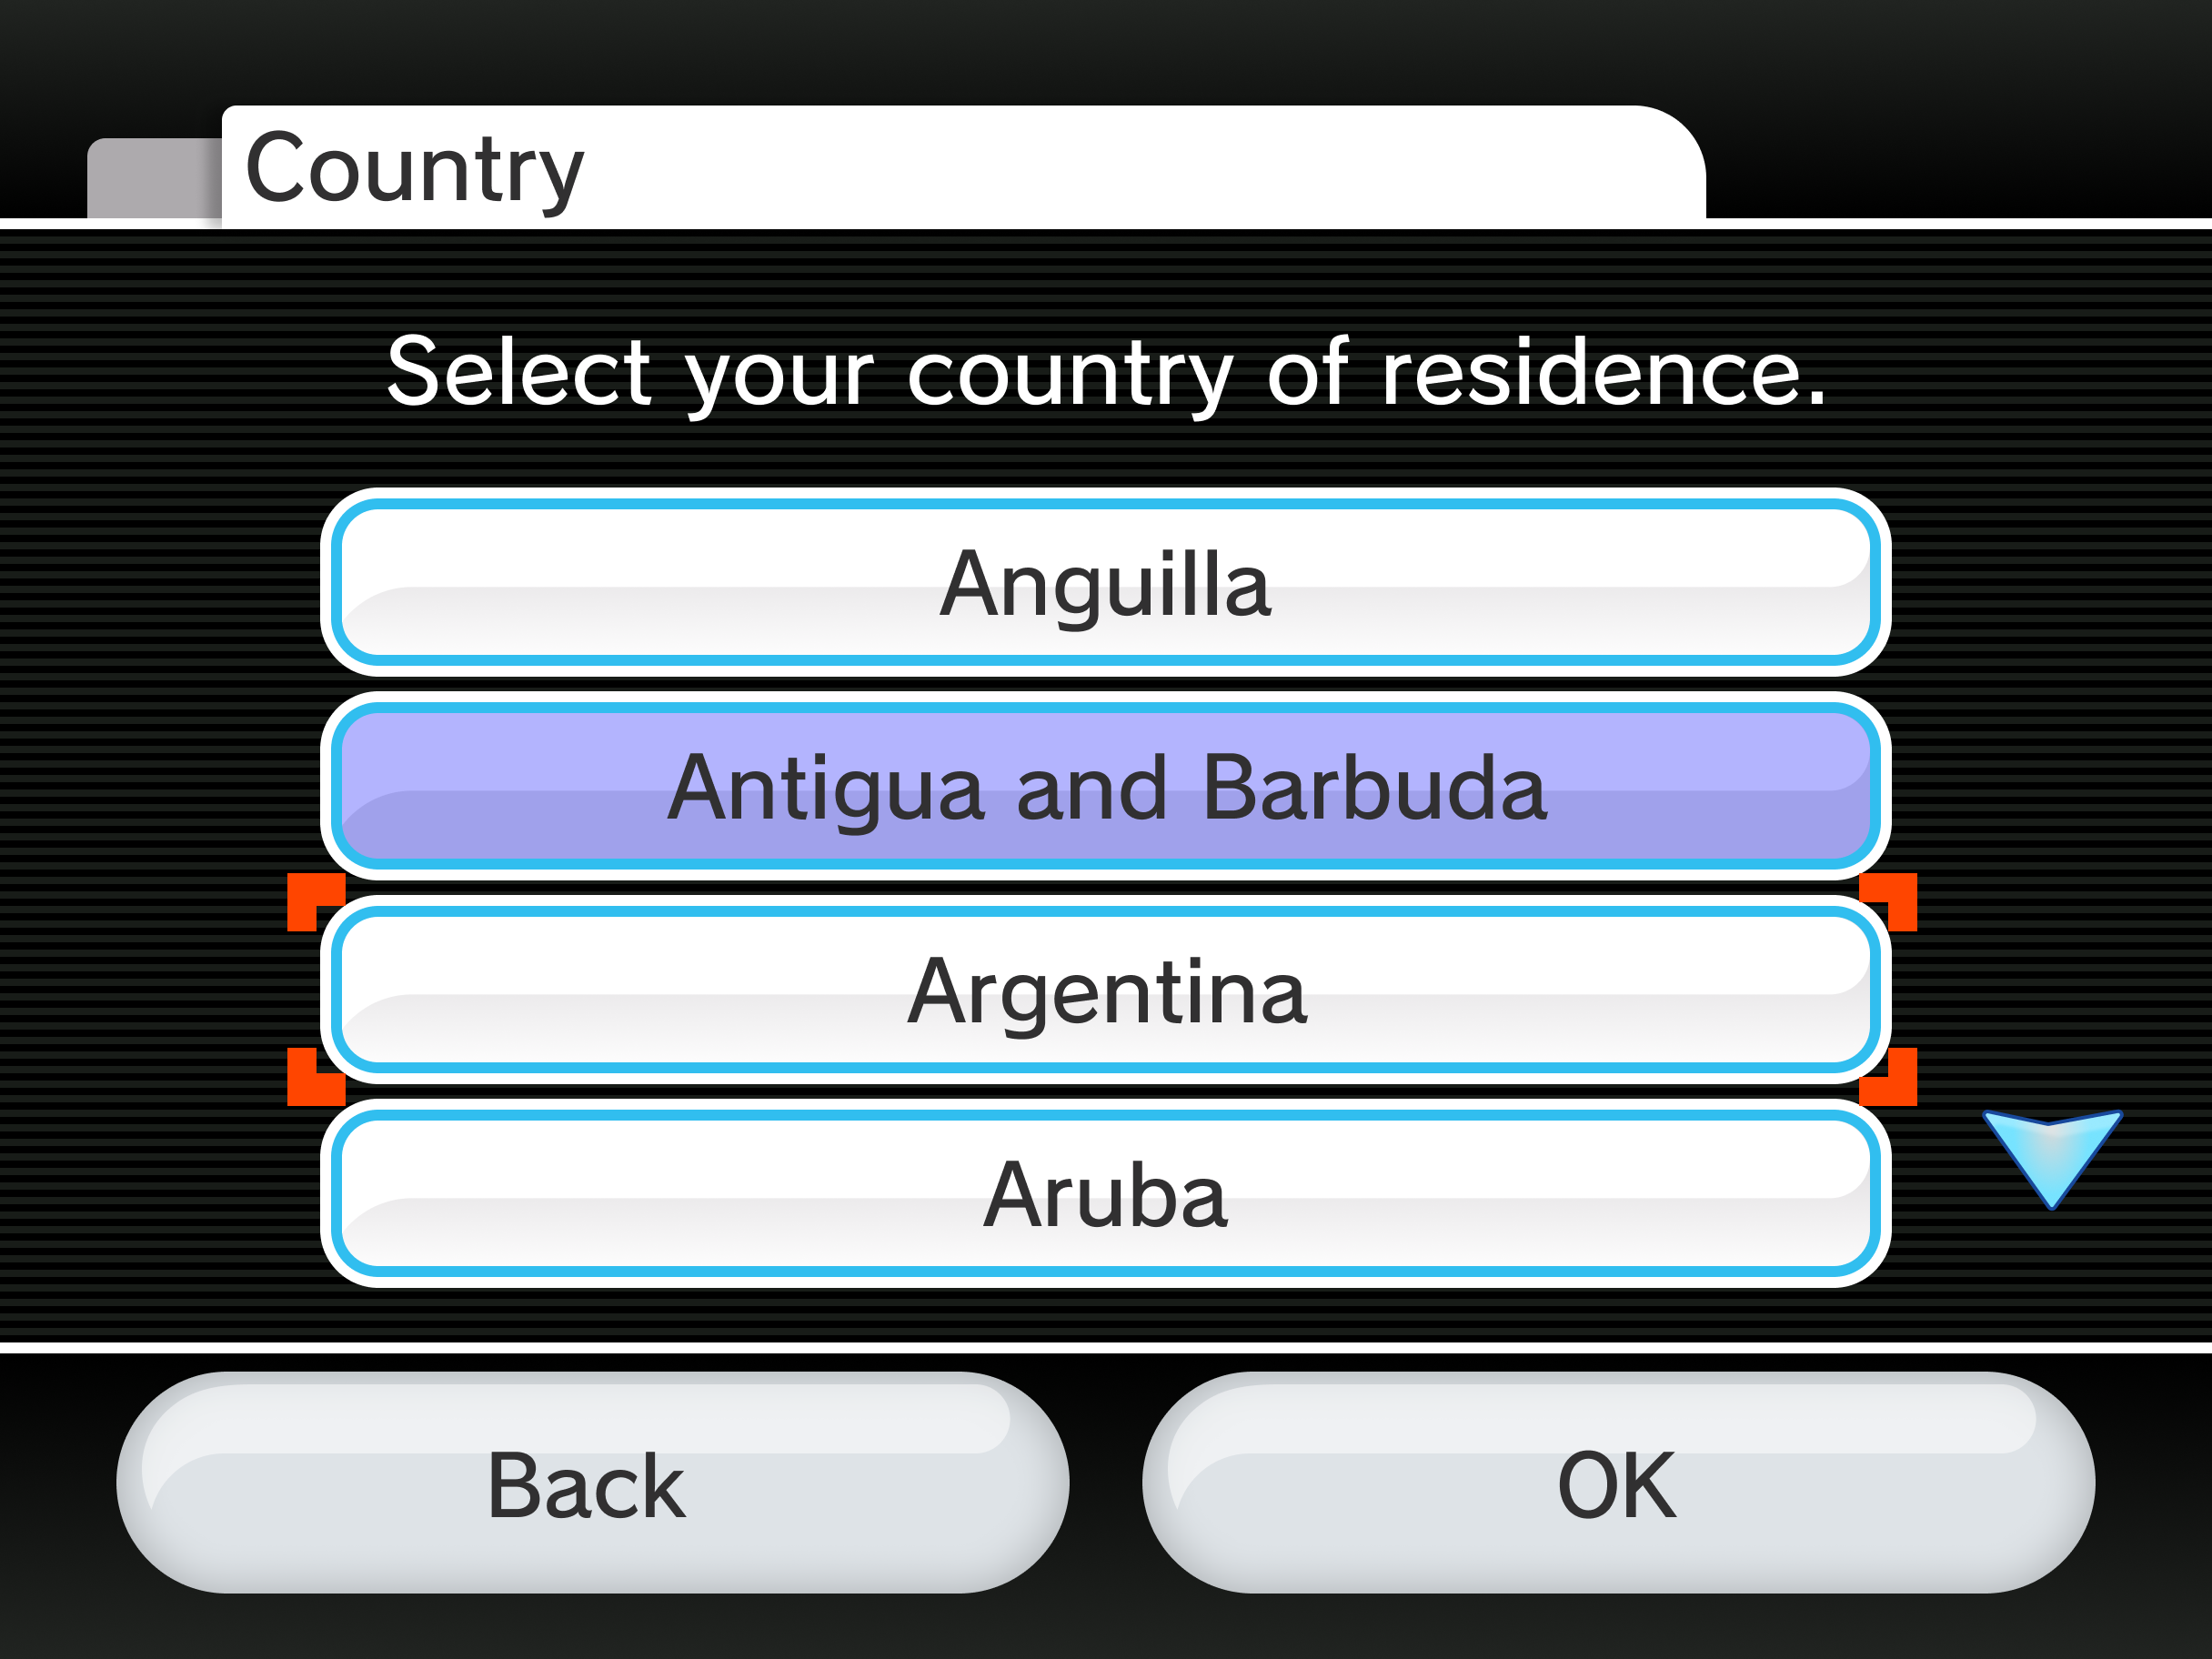 Country
Select your country of residence.
Anguilla
Antigua and Barbuda
Argentina
Aruba
Back
OK